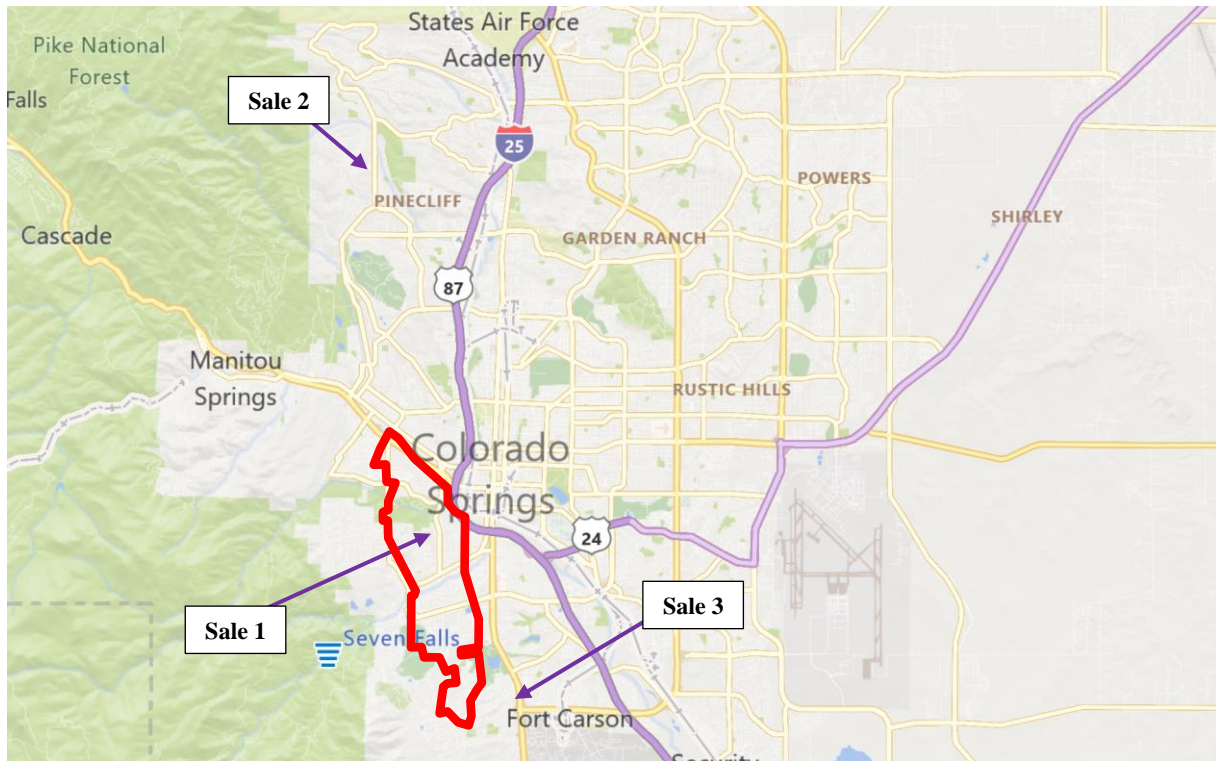 States Air Force
Academy
Pike National
Forest
Falls
Sale 2
25
POWERS
PINECLIFF
SHIRLEY
Cascade
GARDEN RANCH
87
Manitou
Springs
RUSTIC HILLS
Colorado
Springs
24
Sale 1
Sale 3
Seven Falls
Fort Carson
Security